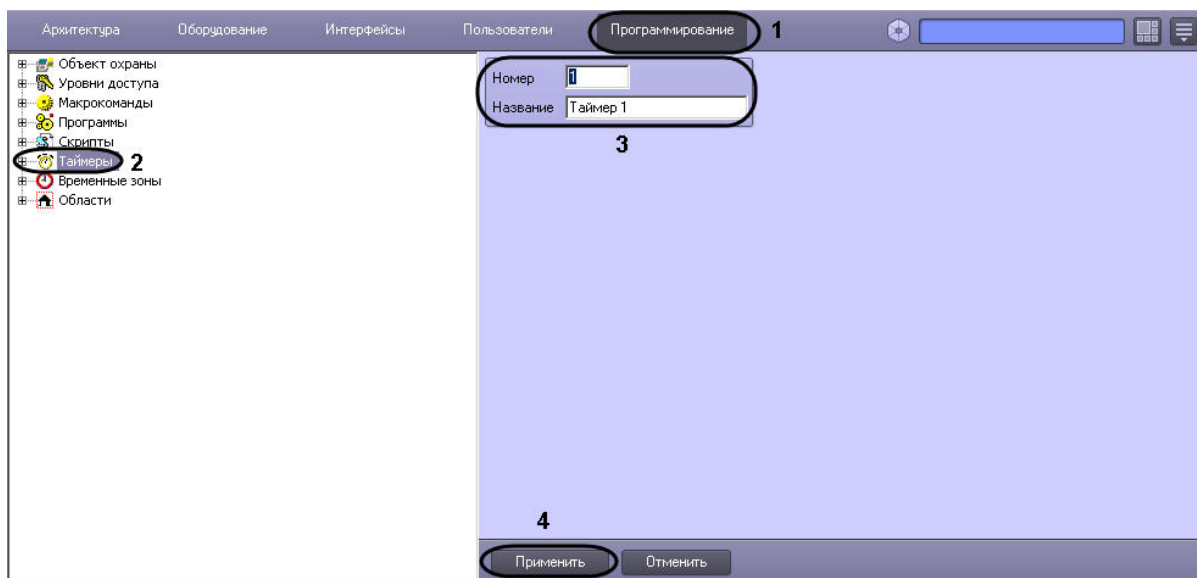 Архитектура Оборудование Интерфейсы Пользователи Программирование 1
Объект охраны
Уровни доступа
Макрокоманды
Программы
Скрипты
Таймеры 2
Временные зоны
Области
Номер 1
Название Таймер 1
3
4
Применить Отменить